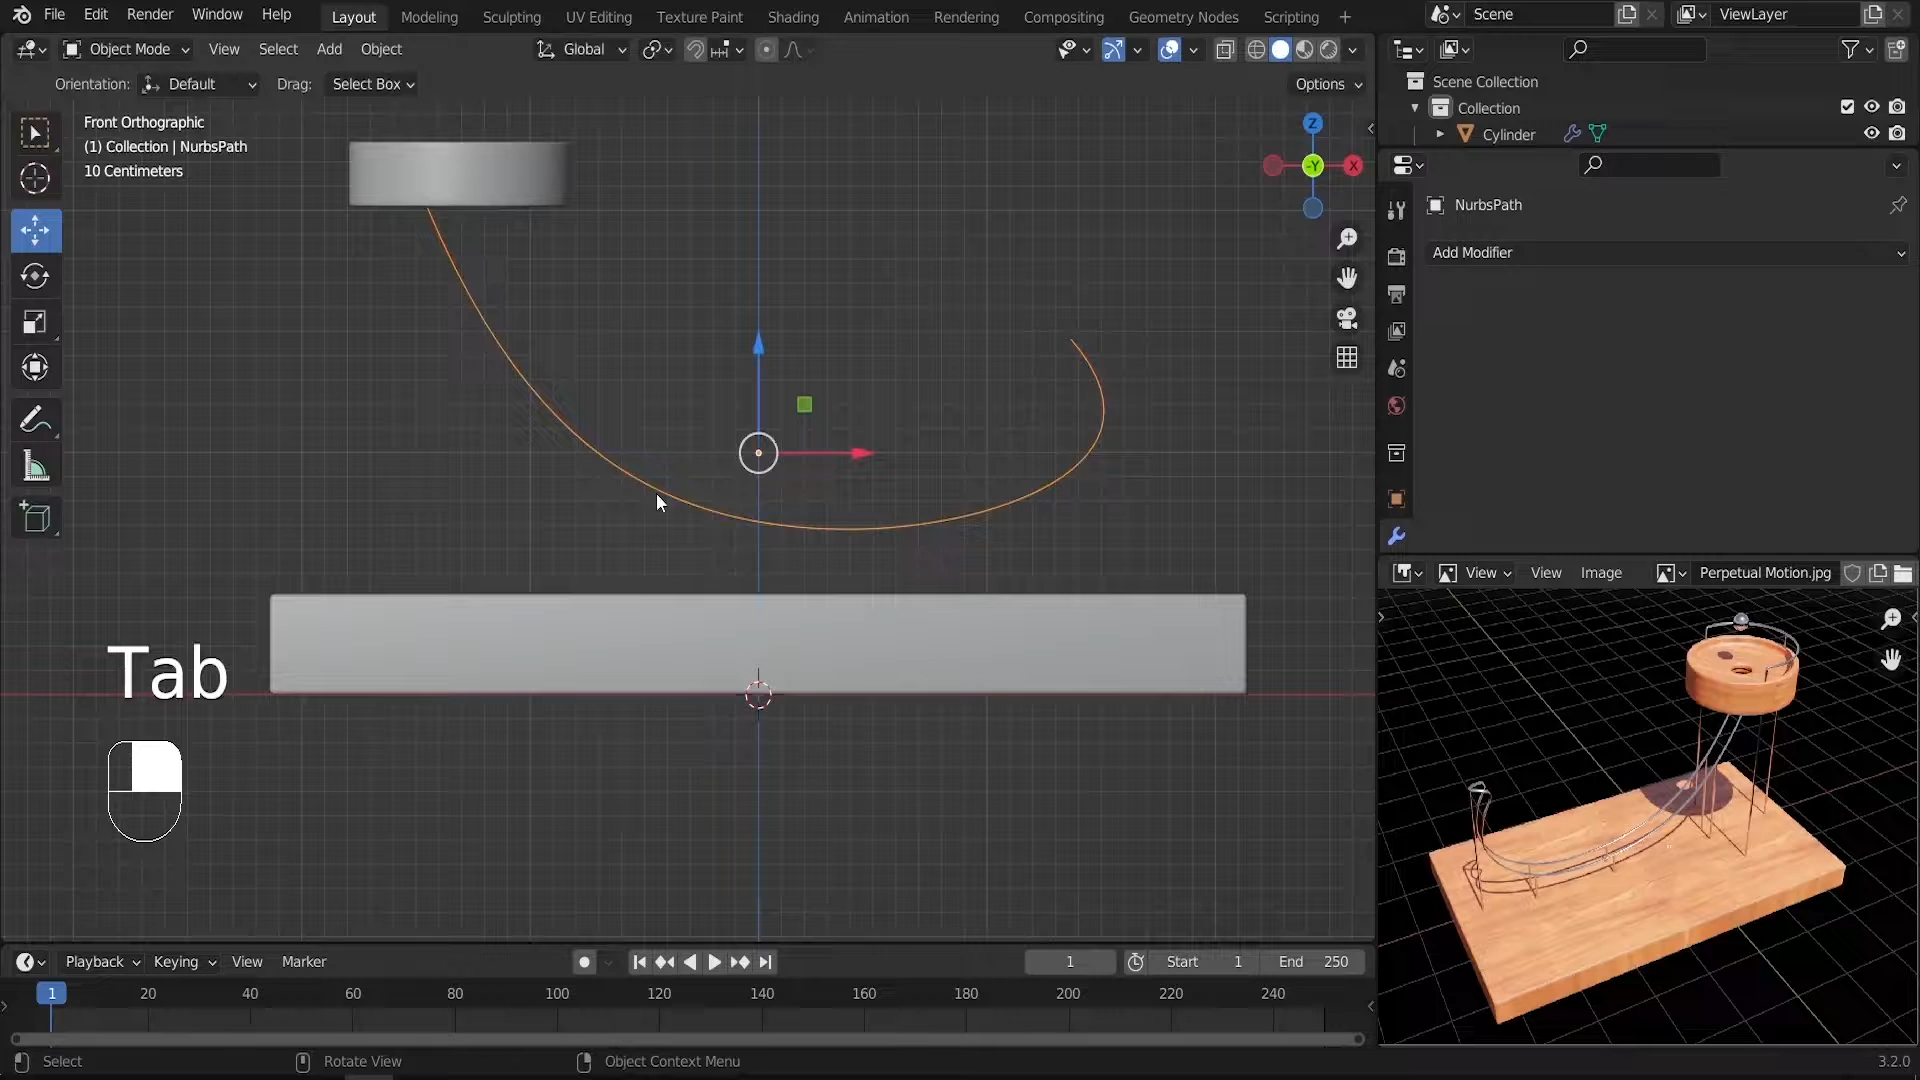 File Edit Render Window Help Layout Modeling Sculpting UV Editing Texture Paint Shading Animation Rendering Compositing Geometry Nodes Scripting Scene ViewLayer
Object Mode View Select Add Object Global
Orientation: Default Drag: Select Box Options
Front Orthographic
(1) Collection | NurbsPath
10 Centimeters
Z
-Y
X
Scene Collection
Collection
Cylinder
NurbsPath
Add Modifier
View View Image Perpetual Motion.jpg
Tab
Playback Keying View Marker 1 Start 1 End 250
1 20 40 60 80 100 120 140 160 180 200 220 240
Select Rotate View Object Context Menu 3.2.0